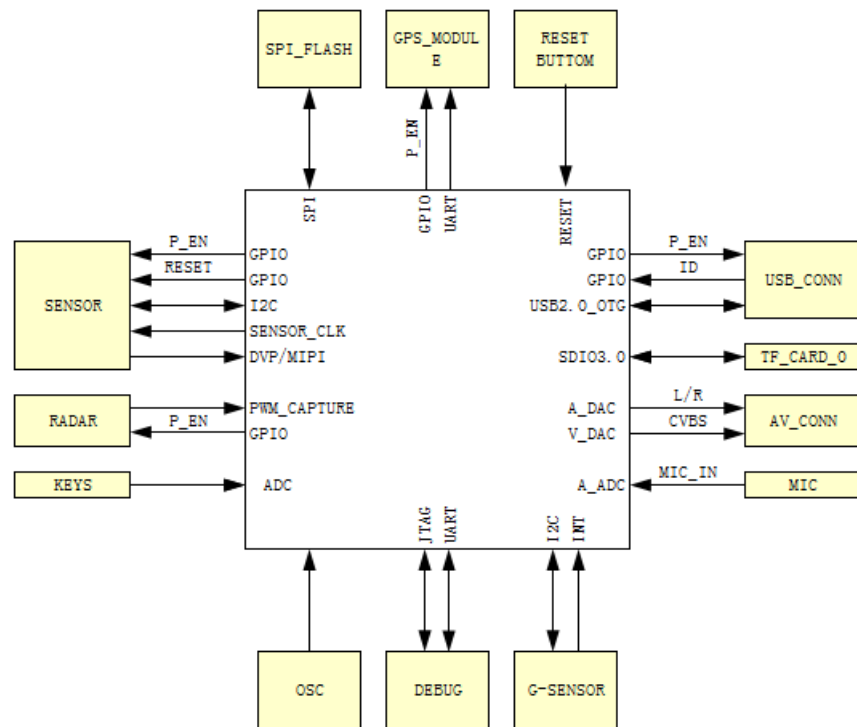 SPI_FLASH
GPS_MODUL
E
RESET
BUTTOM
P_EN
SPI
GPIO
UART
RESET
SENSOR
P_EN
GPIO
RESET
GPIO
I2C
SENSOR_CLK
DVP/MIPI
GPIO
P_EN
GPIO
ID
USB2.0_OTG
USB_CONN
SDIO3.0
TF_CARD_0
RADAR
PWM_CAPTURE
P_EN
GPIO
A_DAC
L/R
V_DAC
CVBS
AV_CONN
KEYS
ADC
A_ADC
MIC_IN
MIC
JTAG
UART
I2C
INT
OSC
DEBUG
G-SENSOR